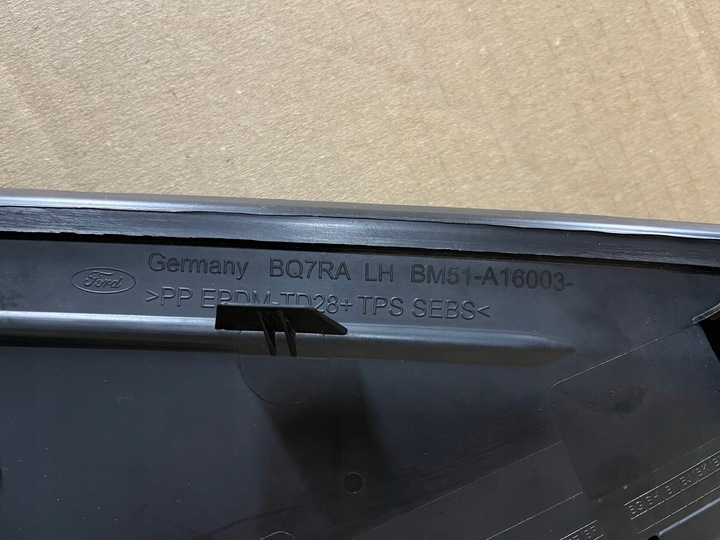 Ford
Germany BQ7RA LH BM51-A16003-
>PP EPDM-TD28+TPS SEBS<